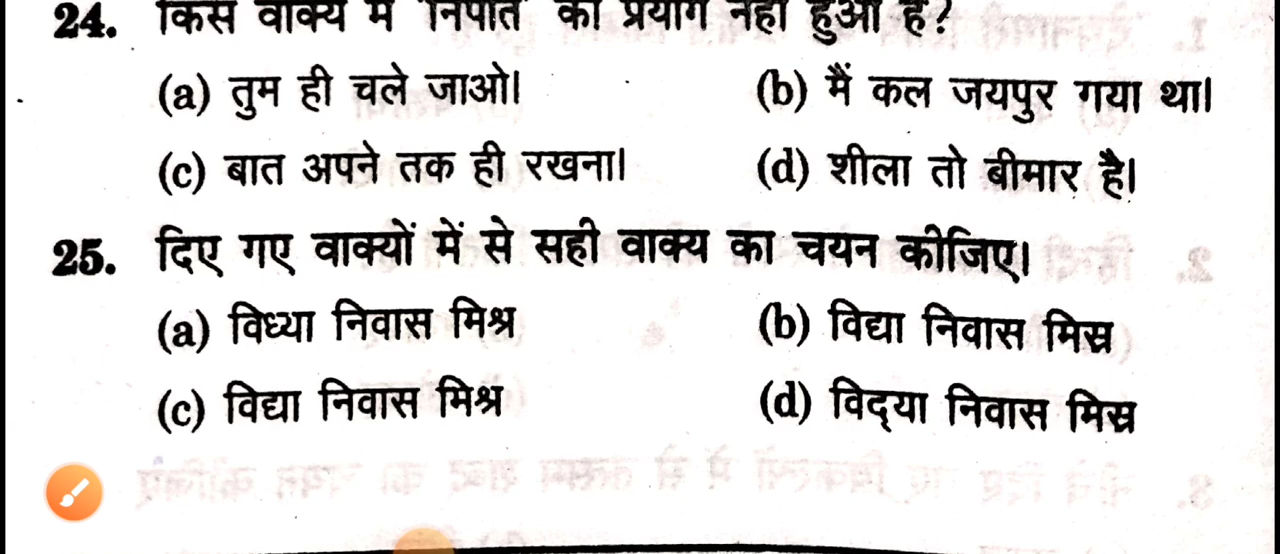 24. किस वाक्य में 'निपात' का प्रयोग नहीं हुआ है?
(a) तुम ही चले जाओ। (b) मैं कल जयपुर गया था।
(c) बात अपने तक ही रखना। (d) शीला तो बीमार है।
25. दिए गए वाक्यों में से सही वाक्य का चयन कीजिए।
(a) विध्या निवास मिश्र (b) विद्या निवास मिस्र
(c) विद्या निवास मिश्र (d) विद्‌या निवास मिस्र